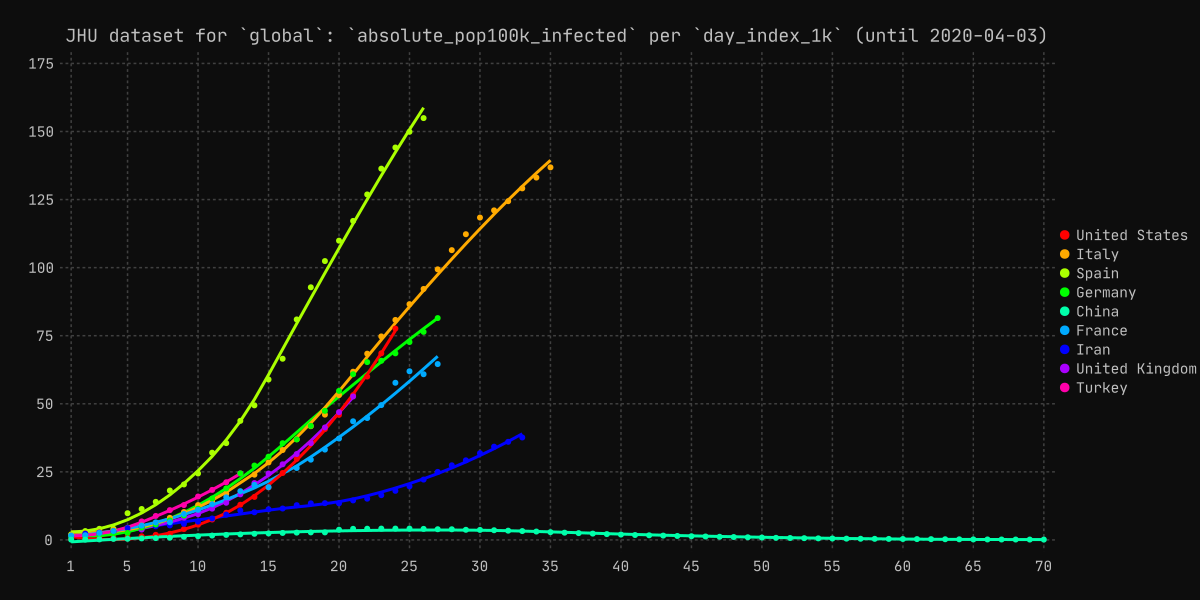 JHU dataset for `global`: `absolute_pop100k_infected` per `day_index_1k` (until 2020-04-03)
175
150
125
100
75
50
25
0
1 5 10 15 20 25 30 35 40 45 50 55 60 65 70
United States
Italy
Spain
Germany
China
France
Iran
United Kingdom
Turkey